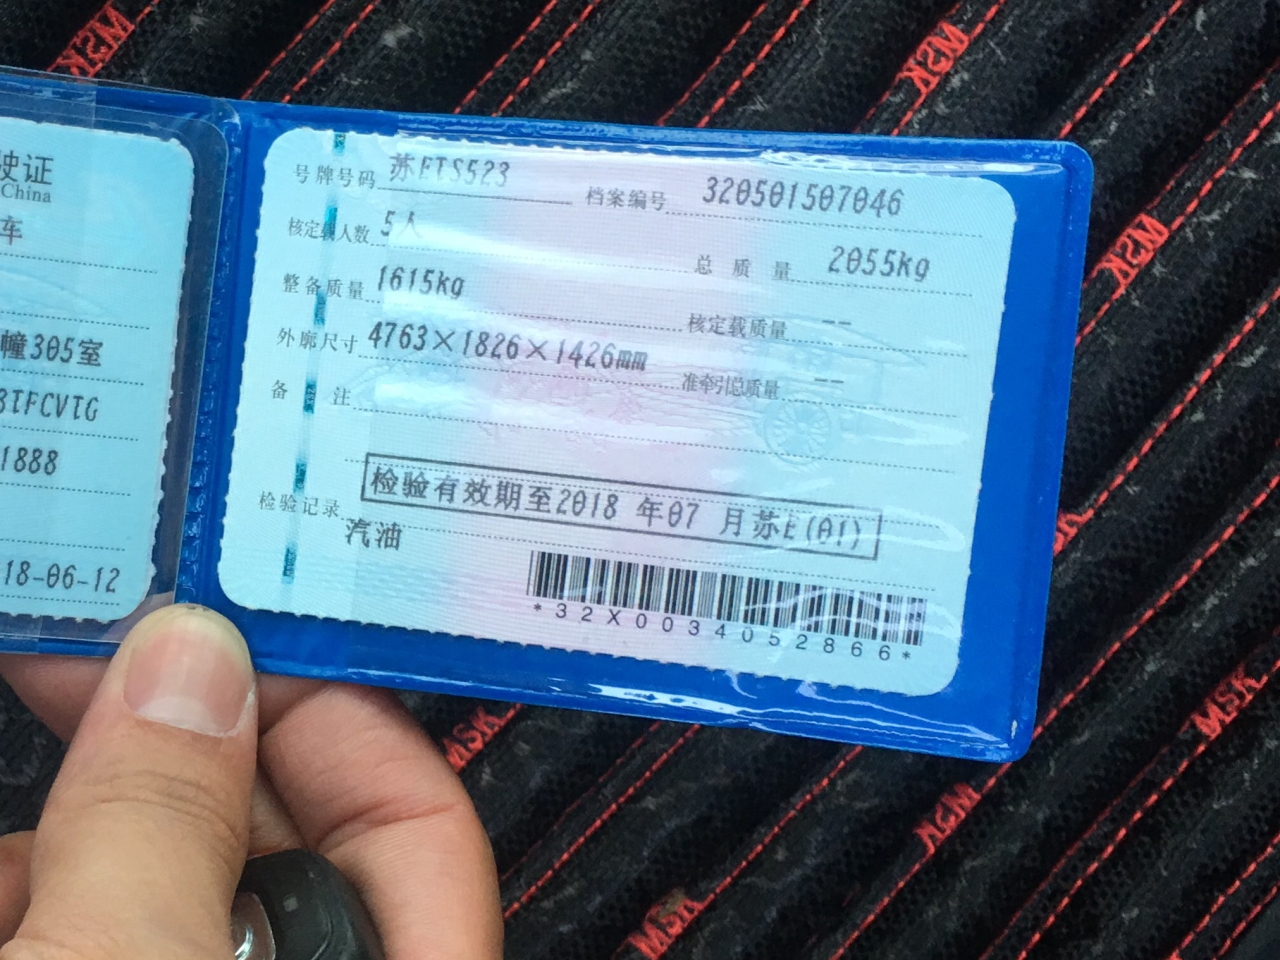 驶证
China
车
幢305室
1888
18-06-12
号牌号码 苏ETS523 档案编号 320501507046
核定载人数 5人 总质量 2055kg
整备质量 1615kg 核定载质量 --
外廓尺寸 4763×1826×1426mm 准牵引总质量 --
备注
检验记录 检验有效期至2018 年07 月苏E(01)
汽油
*32X0034052866*
MSK
MSK
MSK
MSK
MSK
MSK